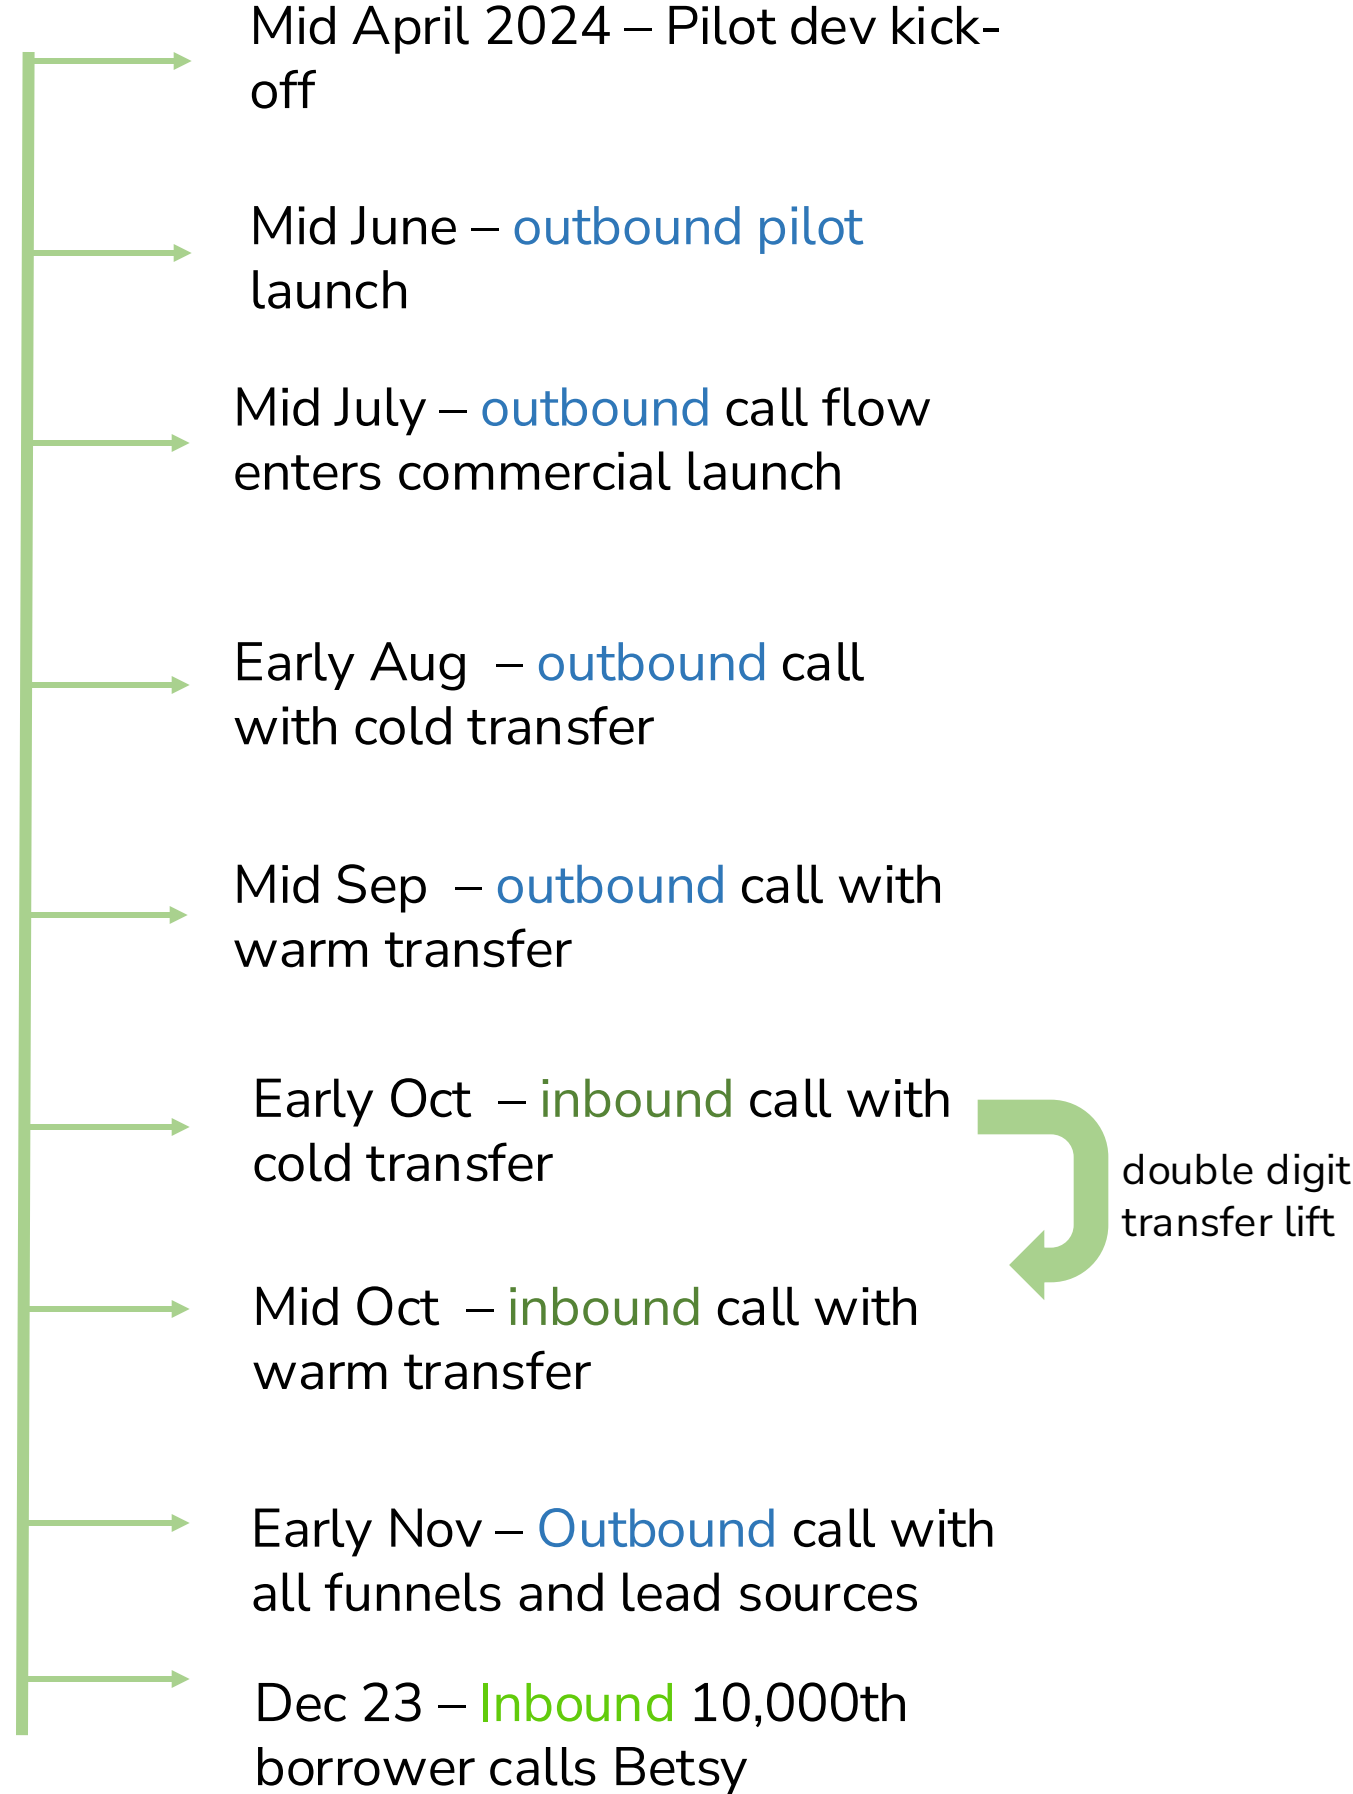 Mid April 2024 – Pilot dev kick-
off
Mid June – outbound pilot
launch
Mid July – outbound call flow
enters commercial launch
Early Aug – outbound call
with cold transfer
Mid Sep – outbound call with
warm transfer
Early Oct – inbound call with
cold transfer
double digit
transfer lift
Mid Oct – inbound call with
warm transfer
Early Nov – Outbound call with
all funnels and lead sources
Dec 23 – Inbound 10,000th
borrower calls Betsy